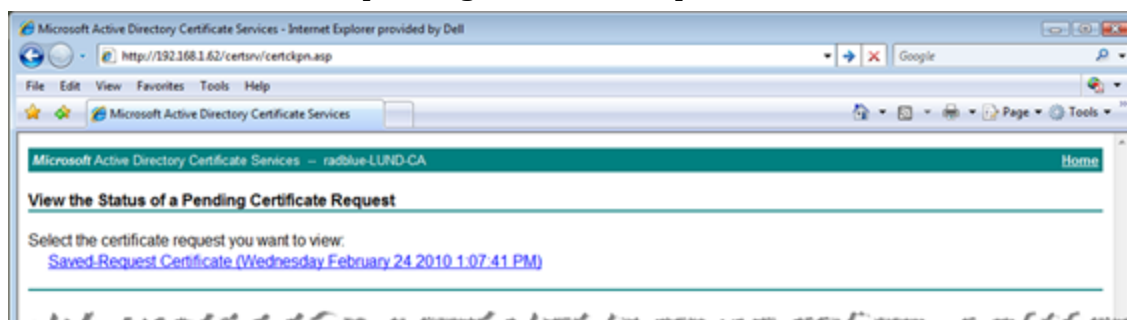 Microsoft Active Directory Certificate Services - Internet Explorer provided by Dell
http://192.168.1.62/certsrv/certckpn.asp
Google
File Edit View Favorites Tools Help
Microsoft Active Directory Certificate Services
Page Tools
Microsoft Active Directory Certificate Services -- radblue-LUND-CA
Home
View the Status of a Pending Certificate Request
Select the certificate request you want to view:
Saved-Request Certificate (Wednesday February 24 2010 1:07:41 PM)